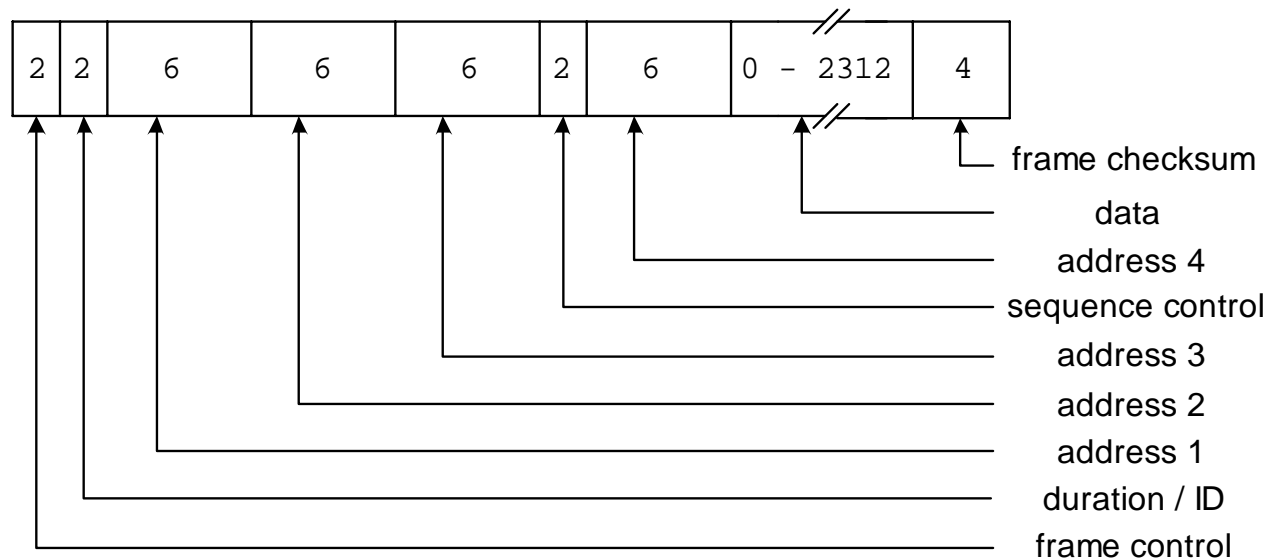 2 2 6 6 6 2 6 0 - 2312 4
frame checksum
data
address 4
sequence control
address 3
address 2
address 1
duration / ID
frame control